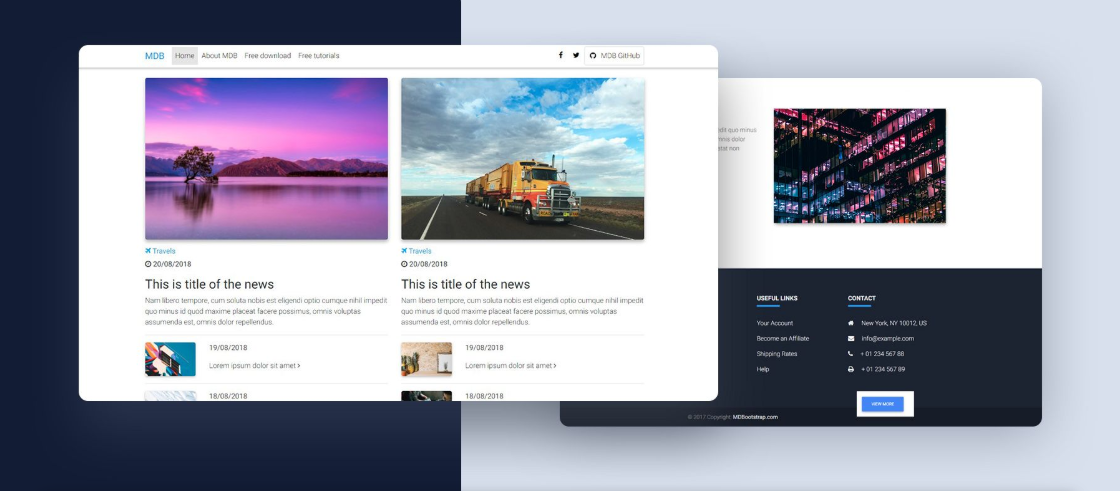 MDB Home About MDB Free download Free tutorials MDB GitHub
Travels
20/08/2018
This is title of the news
Nam libero tempore, cum soluta nobis est eligendi optio cumque nihil impedit
quo minus id quod maxime placeat facere possimus, omnis voluptas
assumenda est, omnis dolor repellendus.
19/08/2018
Lorem ipsum dolor sit amet
18/08/2018
Travels
20/08/2018
This is title of the news
Nam libero tempore, cum soluta nobis est eligendi optio cumque nihil impedit
quo minus id quod maxime placeat facere possimus, omnis voluptas
assumenda est, omnis dolor repellendus.
19/08/2018
Lorem ipsum dolor sit amet
18/08/2018
quo minus
dolor
non
USEFUL LINKS
Your Account
Become an Affiliate
Shipping Rates
Help
CONTACT
New York, NY 10012, US
info@example.com
+ 01 234 567 88
+ 01 234 567 89
VIEW MORE
© 2017 Copyright: MDBootstrap.com